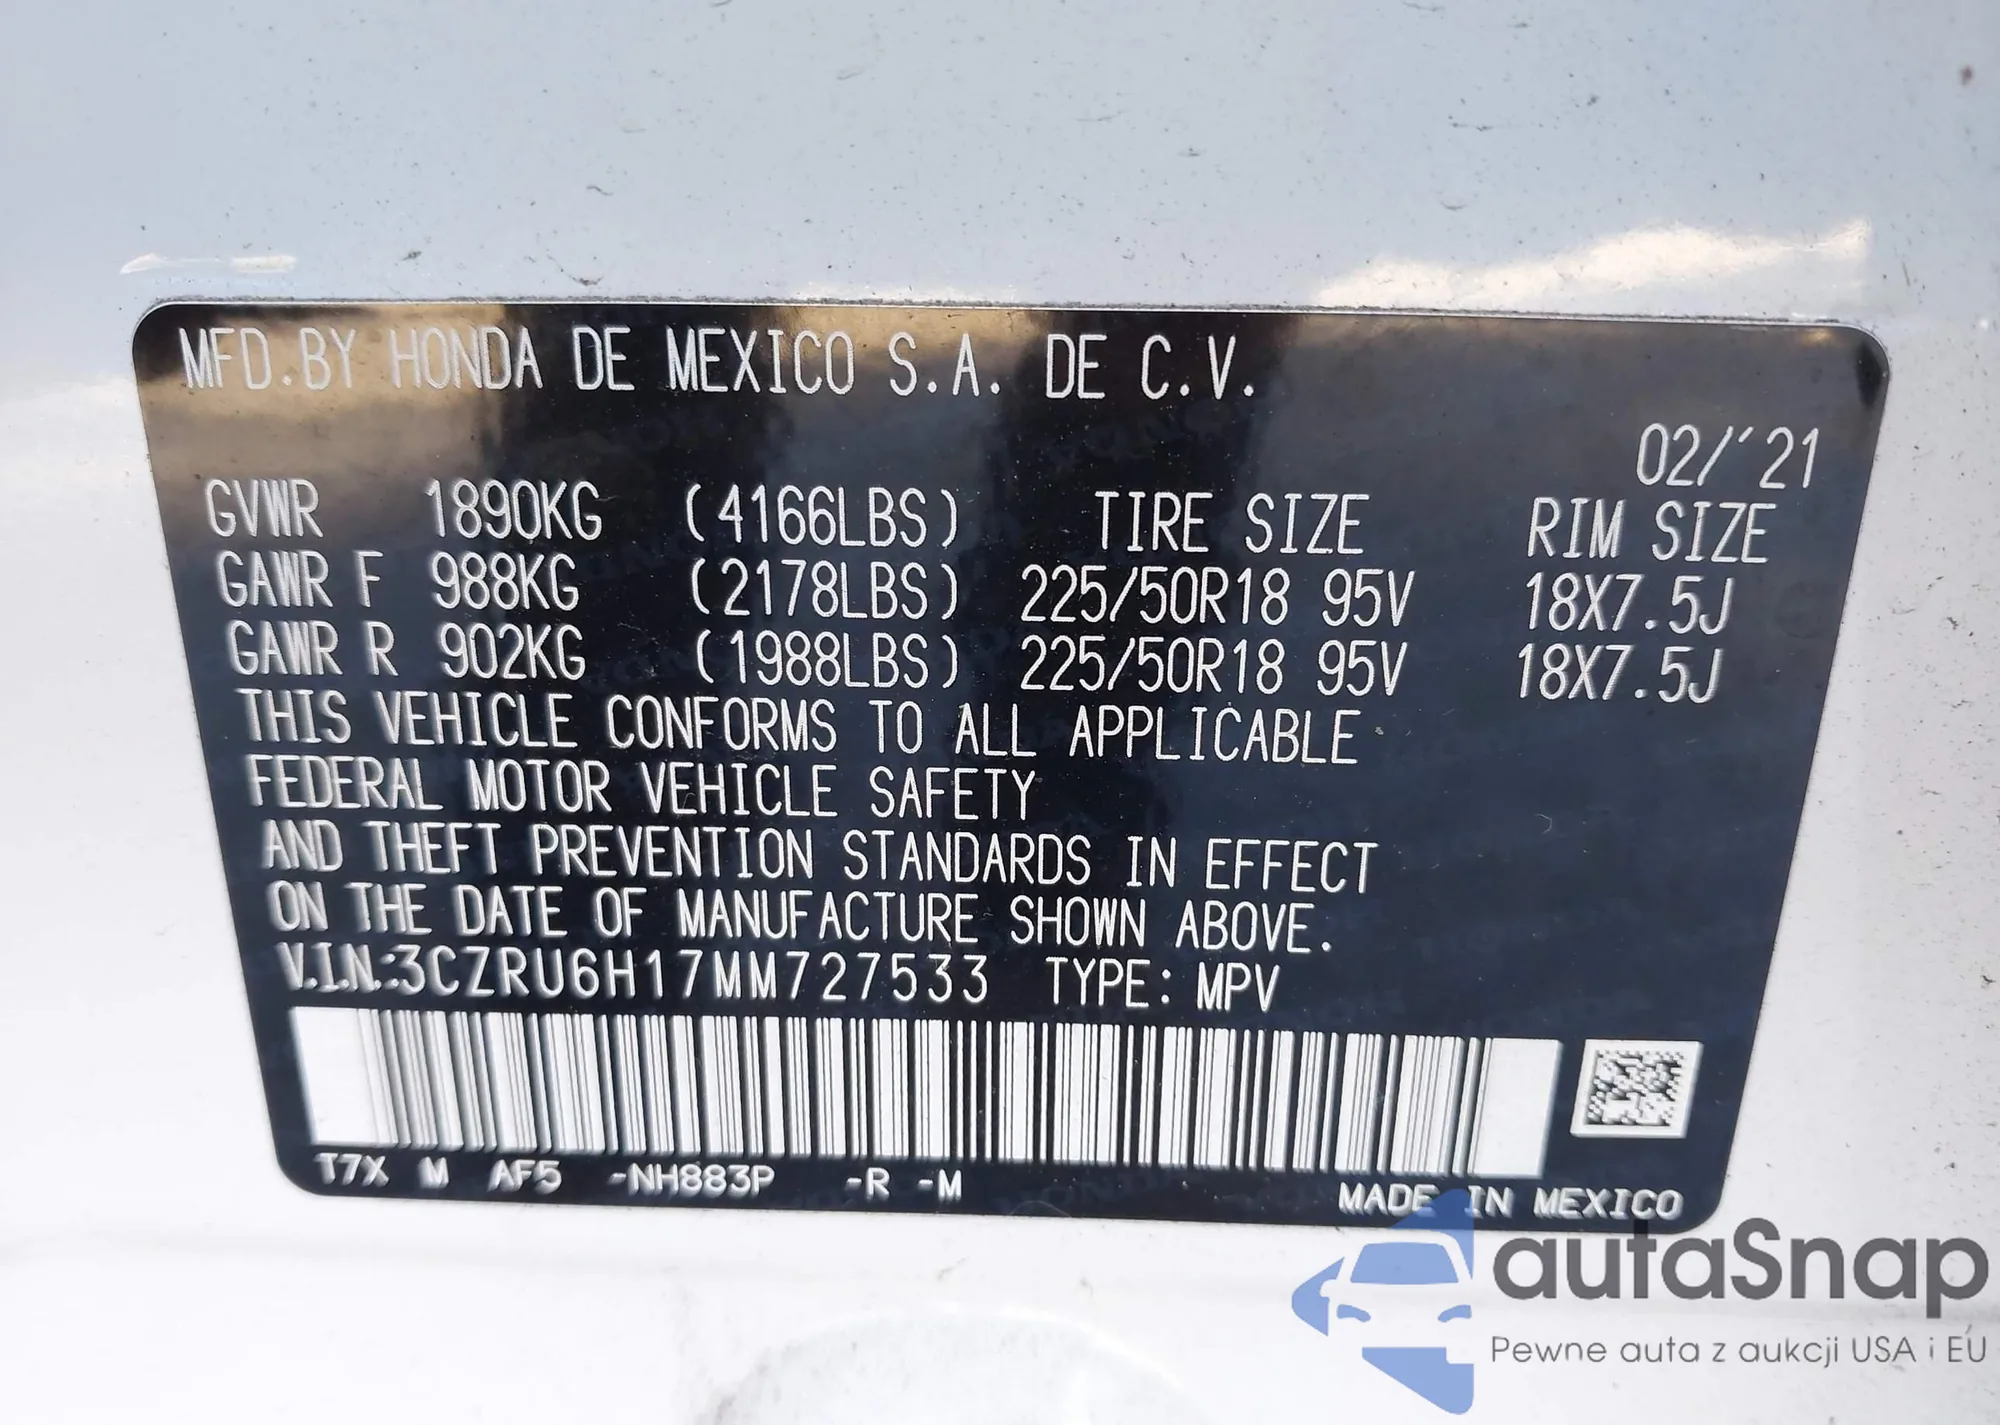 MFD.BY HONDA DE MEXICO S.A. DE C.V.
02/'21
GVWR 1890KG (4166LBS) TIRE SIZE RIM SIZE
GAWR F 988KG (2178LBS) 225/50R18 95V 18X7.5J
GAWR R 902KG (1988LBS) 225/50R18 95V 18X7.5J
THIS VEHICLE CONFORMS TO ALL APPLICABLE
FEDERAL MOTOR VEHICLE SAFETY
AND THEFT PREVENTION STANDARDS IN EFFECT
ON THE DATE OF MANUFACTURE SHOWN ABOVE.
V.I.N.:3CZRU6H17MM727533 TYPE: MPV
T7X M AF5 -NH883P -R -M
MADE IN MEXICO
autaSnap
Pewne auta z aukcji USA i EU